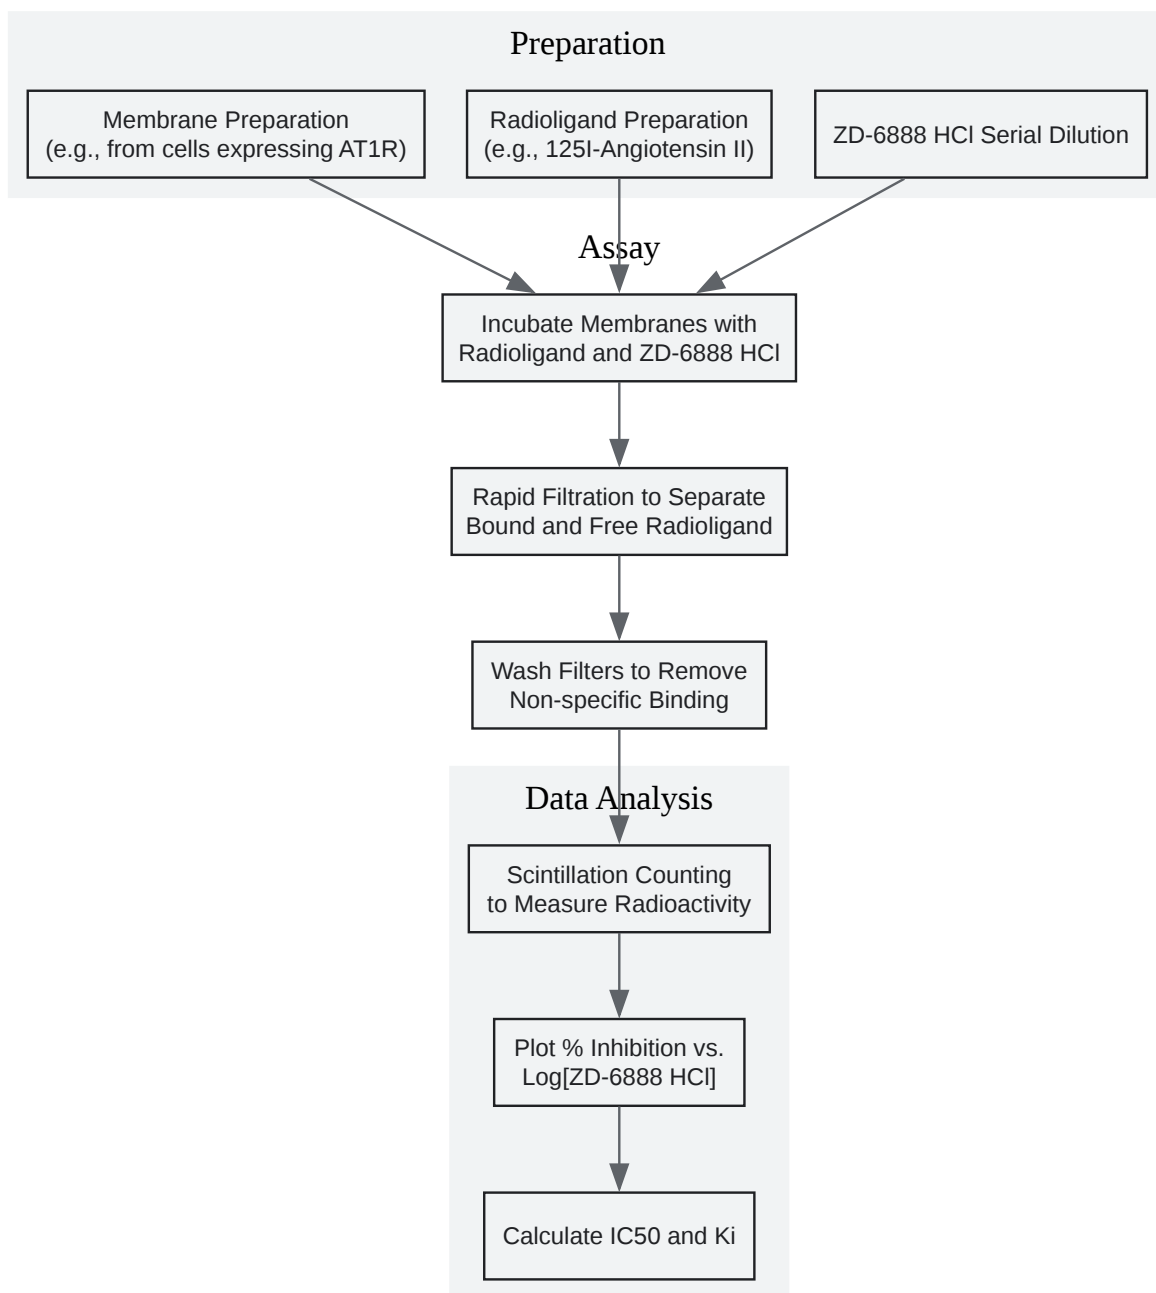 Preparation
Membrane Preparation
(e.g., from cells expressing AT1R)
Radioligand Preparation
(e.g., 125I-Angiotensin II)
ZD-6888 HCl Serial Dilution
Assay
Incubate Membranes with
Radioligand and ZD-6888 HCl
Rapid Filtration to Separate
Bound and Free Radioligand
Wash Filters to Remove
Non-specific Binding
Data Analysis
Scintillation Counting
to Measure Radioactivity
Plot % Inhibition vs.
Log[ZD-6888 HCl]
Calculate IC50 and Ki